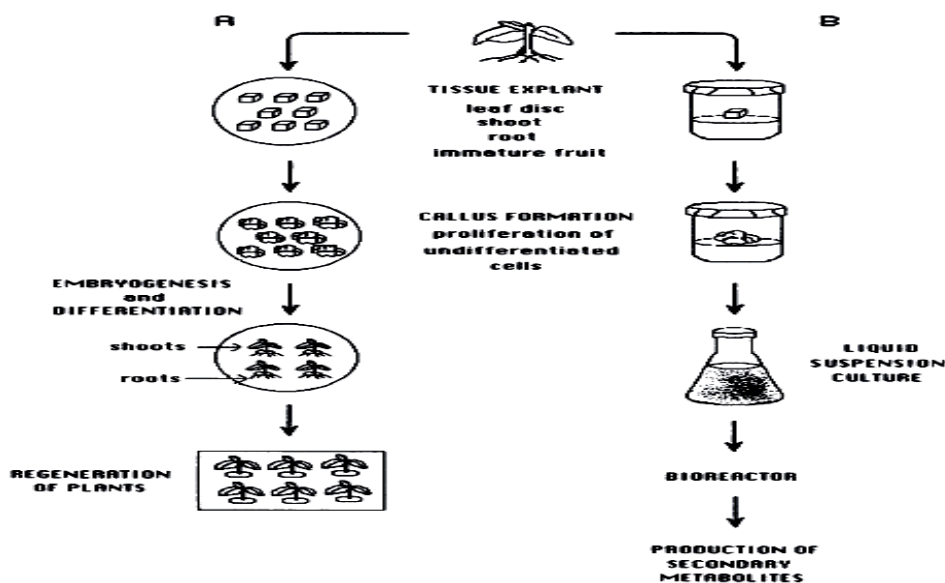 A
B
TISSUE EXPLANT
leaf disc
shoot
root
immature fruit
CALLUS FORMATION
proliferation of
undifferentiated
cells
EMBRYOGENESIS
and
DIFFERENTIATION
shoots
roots
LIQUID
SUSPENSION
CULTURE
REGENERATION
OF PLANTS
BIOREACTOR
PRODUCTION OF
SECONDARY
METABOLITES